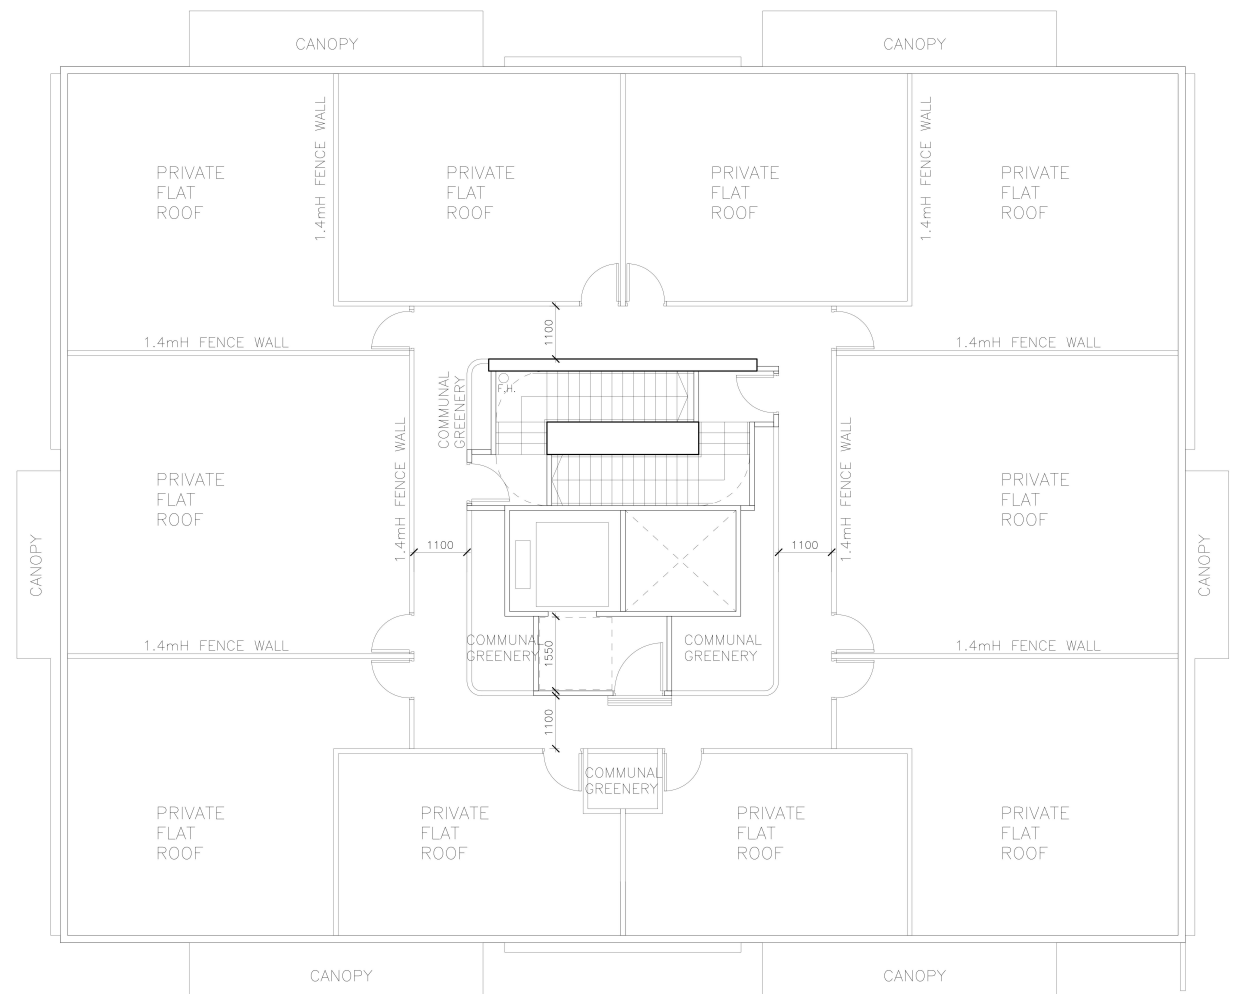 CANOPY
CANOPY
1.4mH FENCE WALL
1.4mH FENCE WALL
PRIVATE
FLAT
ROOF
PRIVATE
FLAT
ROOF
PRIVATE
FLAT
ROOF
PRIVATE
FLAT
ROOF
1100
1.4mH FENCE WALL
1.4mH FENCE WALL
COMMUNAL
GREENERY
F.H.
1.4mH FENCE WALL
1.4mH FENCE WALL
PRIVATE
FLAT
ROOF
PRIVATE
FLAT
ROOF
CANOPY
1100
1100
CANOPY
1.4mH FENCE WALL
COMMUNAL
GREENERY
1550
COMMUNAL
GREENERY
1.4mH FENCE WALL
1100
COMMUNAL
GREENERY
PRIVATE
FLAT
ROOF
PRIVATE
FLAT
ROOF
PRIVATE
FLAT
ROOF
PRIVATE
FLAT
ROOF
CANOPY
CANOPY